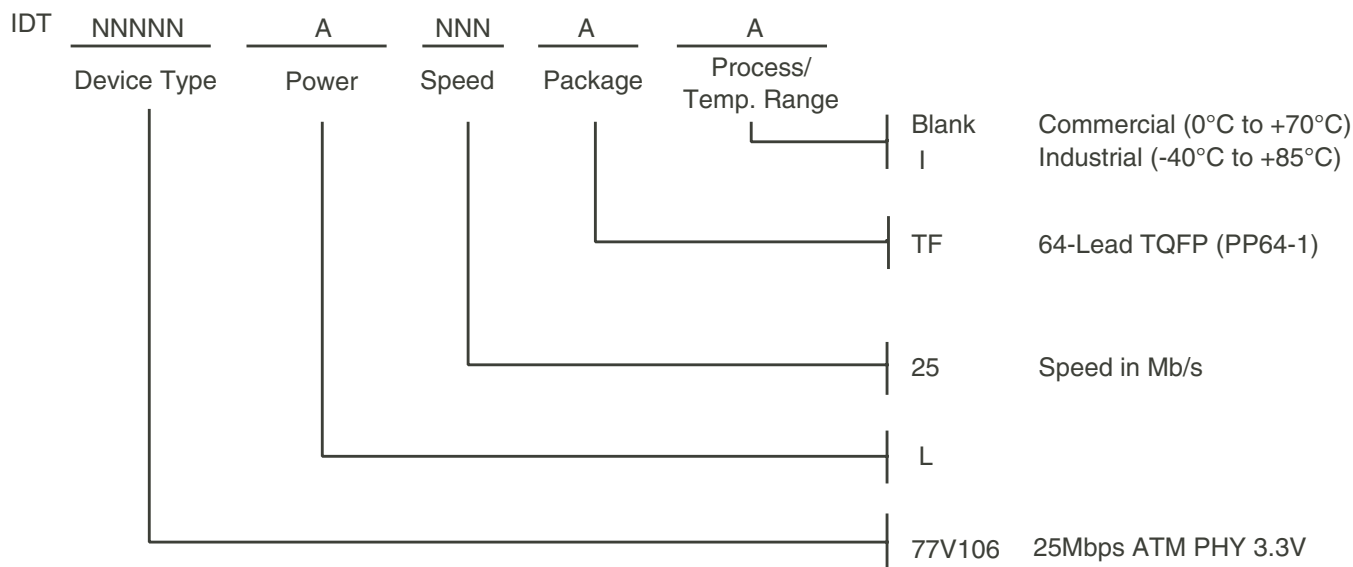 IDT NNNNN A NNN A A
Device Type Power Speed Package Process/
Temp. Range
Blank Commercial (0°C to +70°C)
I Industrial (-40°C to +85°C)
TF 64-Lead TQFP (PP64-1)
25 Speed in Mb/s
L
77V106 25Mbps ATM PHY 3.3V